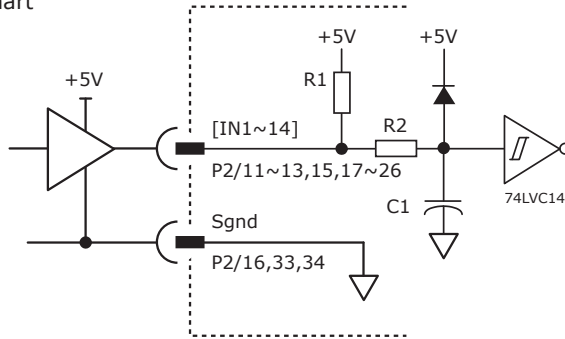 +5V
+5V
+5V
R1
[IN1~14]
R2
P2/11~13,15,17~26
74LVC14
C1
Sgnd
P2/16,33,34